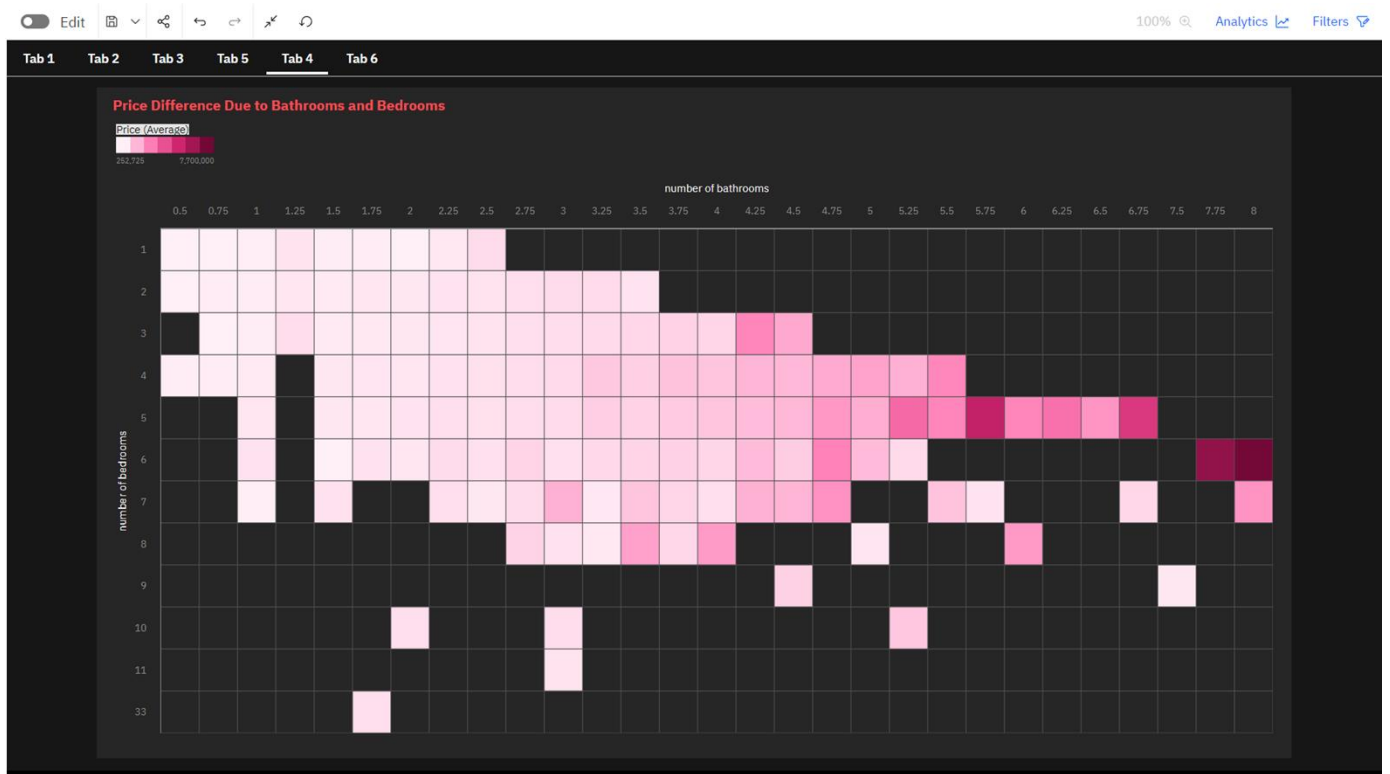 Edit
100%
Analytics
Filters
Tab 1 Tab 2 Tab 3 Tab 5 Tab 4 Tab 6
Price Difference Due to Bathrooms and Bedrooms
Price (Average)
252,725 7,700,000
number of bathrooms
0.5 0.75 1 1.25 1.5 1.75 2 2.25 2.5 2.75 3 3.25 3.5 3.75 4 4.25 4.5 4.75 5 5.25 5.5 5.75 6 6.25 6.5 6.75 7.5 7.75 8
number of bedrooms
1
2
3
4
5
6
7
8
9
10
11
33